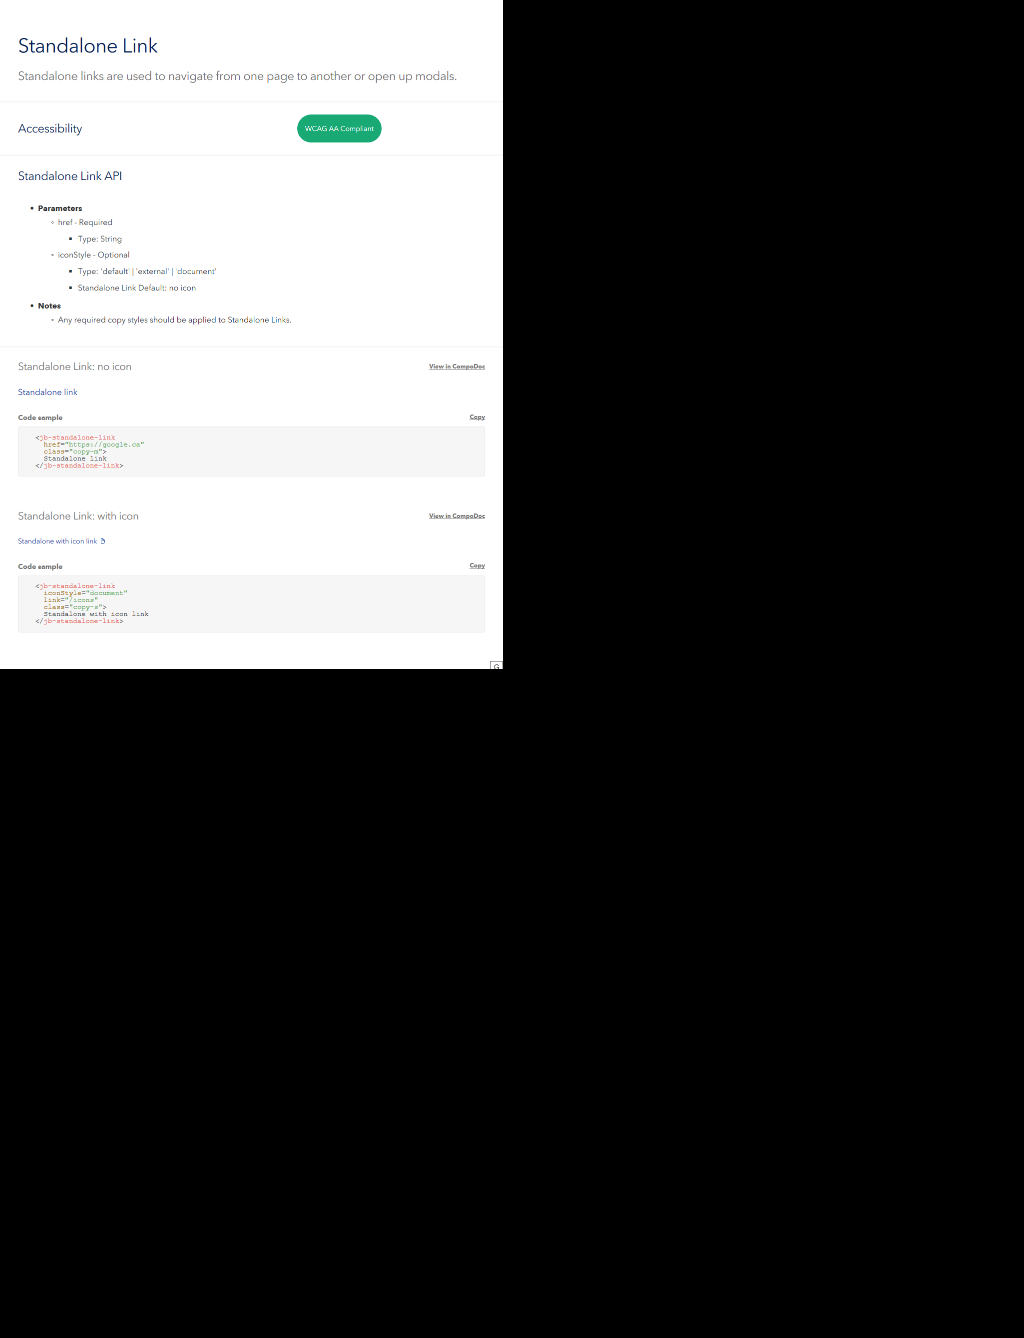 Standalone Link
Standalone links are used to navigate from one page to another or open up modals.
Accessibility
WCAG AA Compliant
Standalone Link API
Parameters
href - Required
Type: String
iconStyle - Optional
Type: 'default' | 'external' | 'document'
Standalone Link Default: no icon
Notes
Any required copy styles should be applied to Standalone Links.
Standalone Link: no icon
View in CompoDoc
Standalone link
Code sample
Copy
<jb-standalone-link
href="https://google.ca"
class="copy-m">
Standalone link
</jb-standalone-link>
Standalone Link: with icon
View in CompoDoc
Standalone with icon link
Code sample
Copy
<jb-standalone-link
iconStyle="document"
link="/icons"
class="copy-s">
Standalone with icon link
</jb-standalone-link>
G